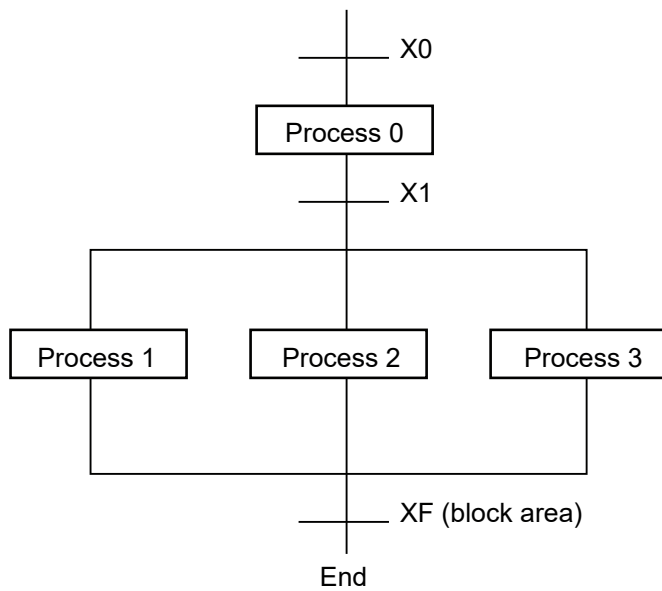 X0
Process 0
X1
Process 1
Process 2
Process 3
XF (block area)
End